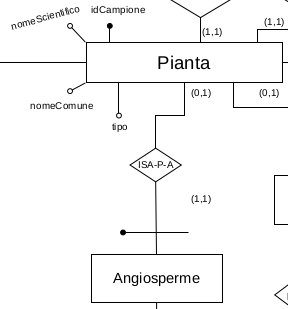 nomeScientifico
idCampione
(1,1)
(1,1)
Pianta
nomeComune
(0,1)
(0,1)
tipo
ISA-P-A
(1,1)
Angiosperme